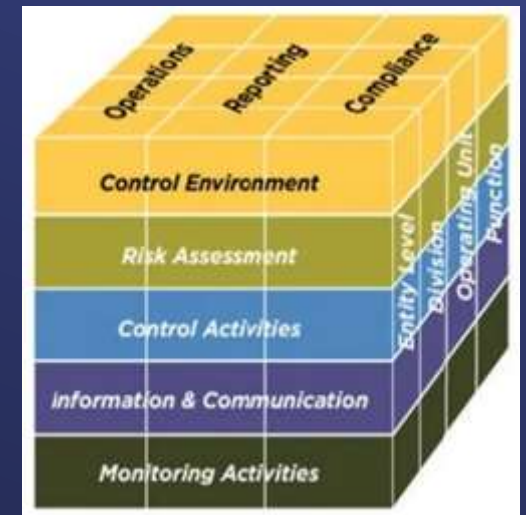 Operations
Reporting
Compliance
Control Environment
Risk Assessment
Control Activities
Information & Communication
Monitoring Activities
Entity Level
Division
Operating Unit
Function